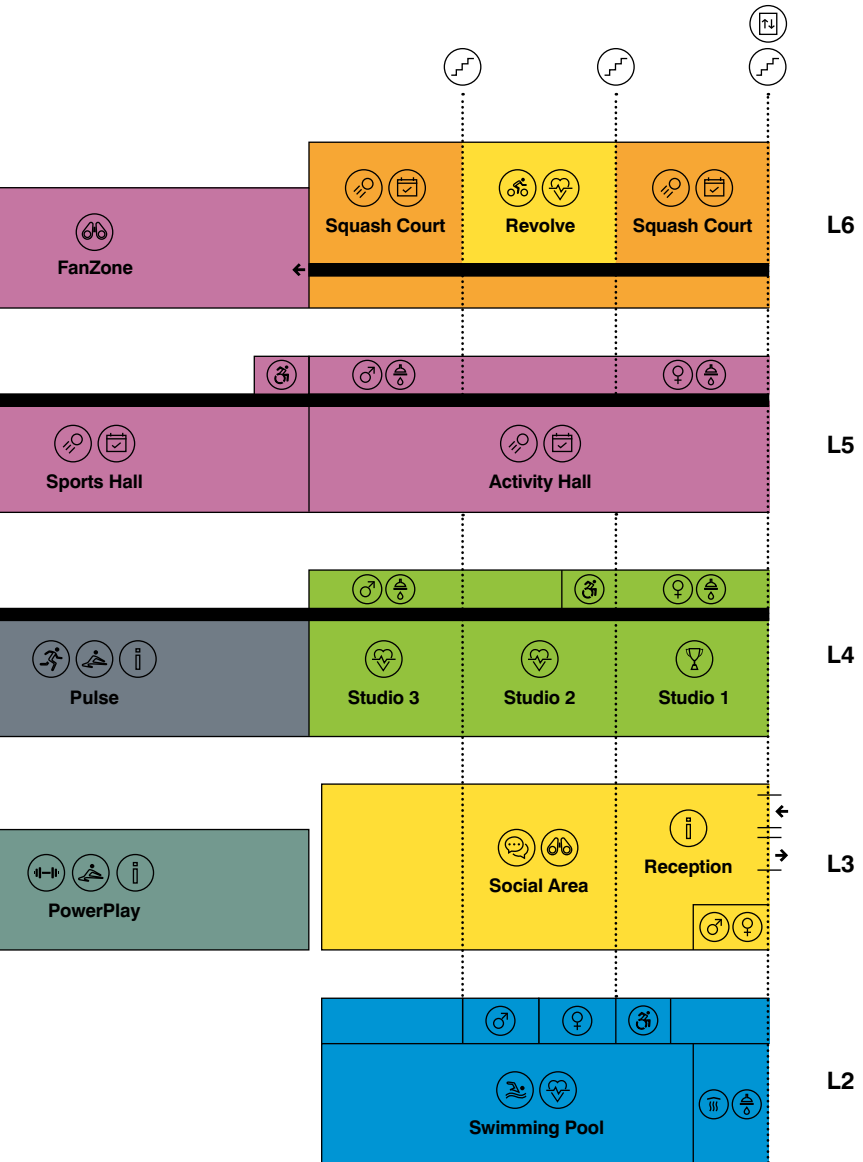 Squash Court
Revolve
Squash Court
L6
FanZone
Sports Hall
Activity Hall
L5
L4
Pulse
Studio 3
Studio 2
Studio 1
Reception
L3
Social Area
PowerPlay
L2
Swimming Pool